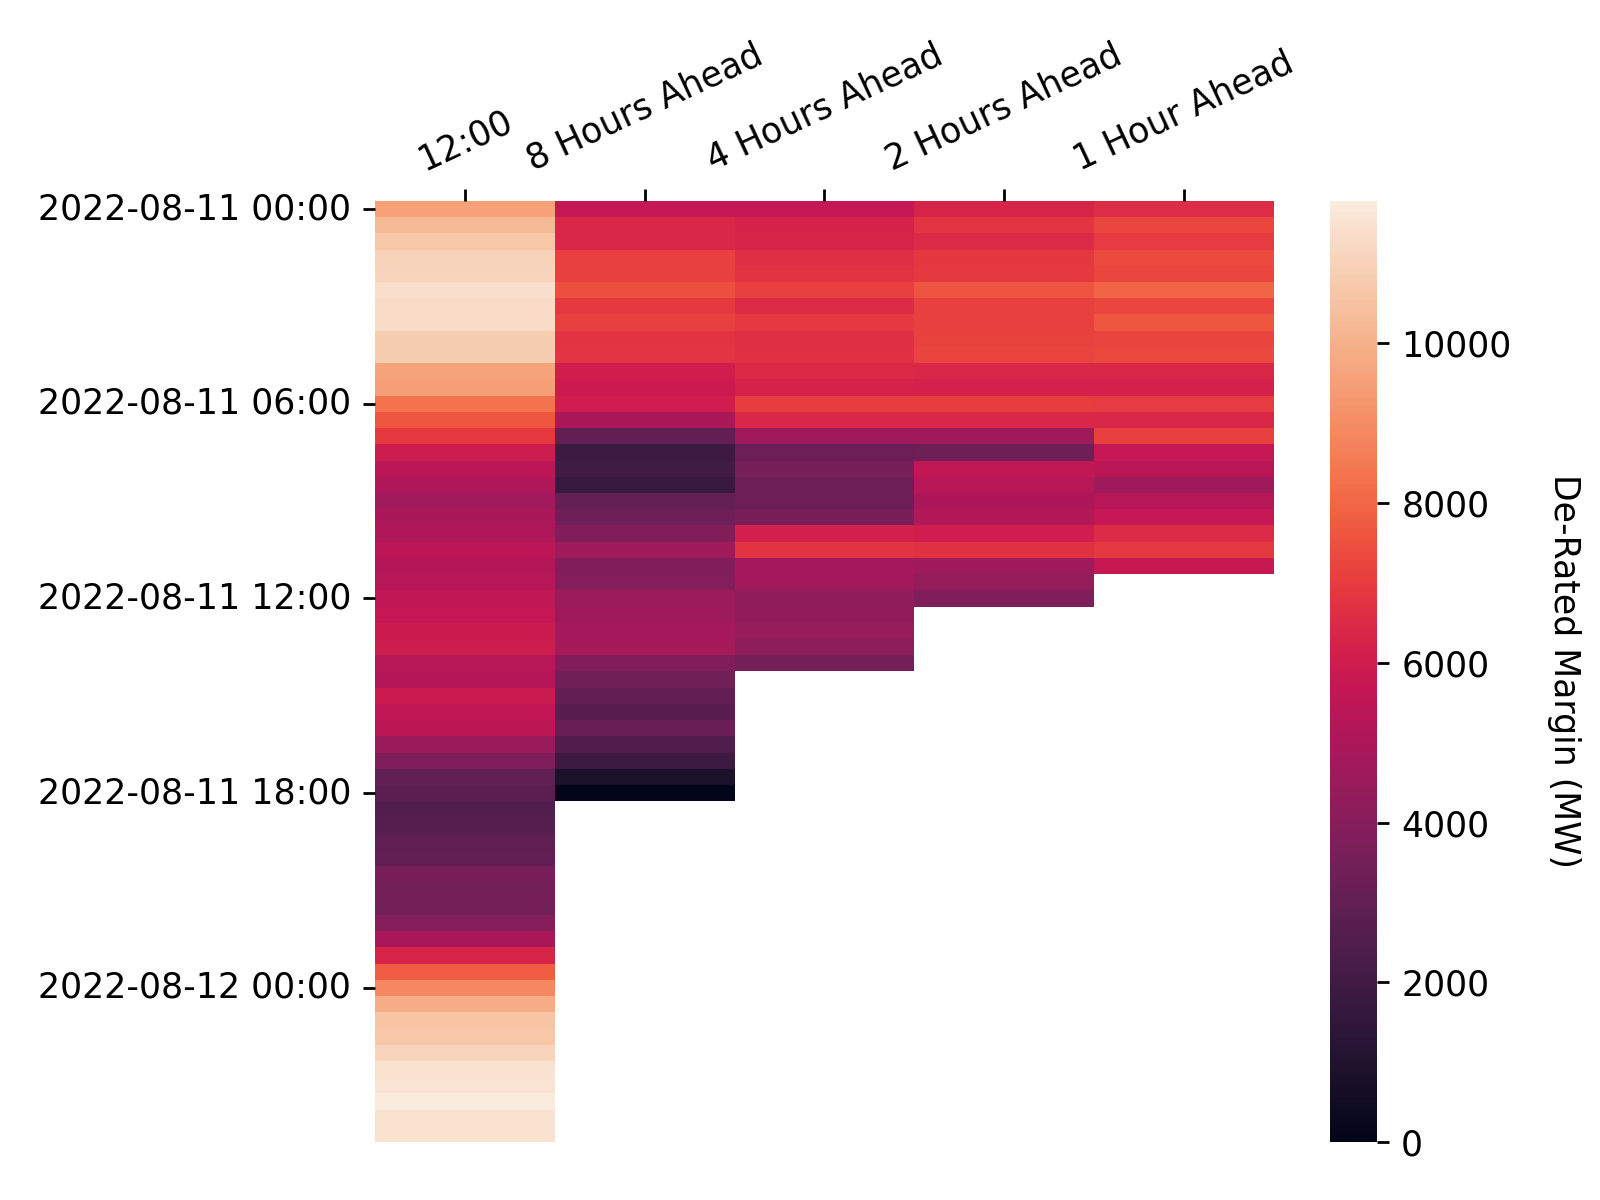 12:00
8 Hours Ahead
4 Hours Ahead
2 Hours Ahead
1 Hour Ahead
2022-08-11 00:00
2022-08-11 06:00
2022-08-11 12:00
2022-08-11 18:00
2022-08-12 00:00
10000
8000
6000
4000
2000
0
De-Rated Margin (MW)